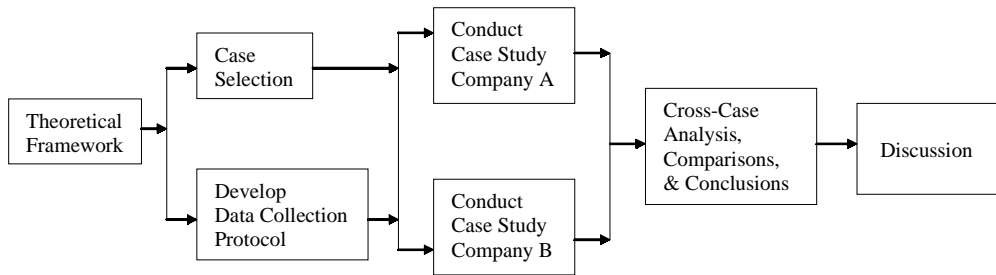 Theoretical
Framework
Case
Selection
Develop
Data Collection
Protocol
Conduct
Case Study
Company A
Conduct
Case Study
Company B
Cross-Case
Analysis,
Comparisons,
& Conclusions
Discussion